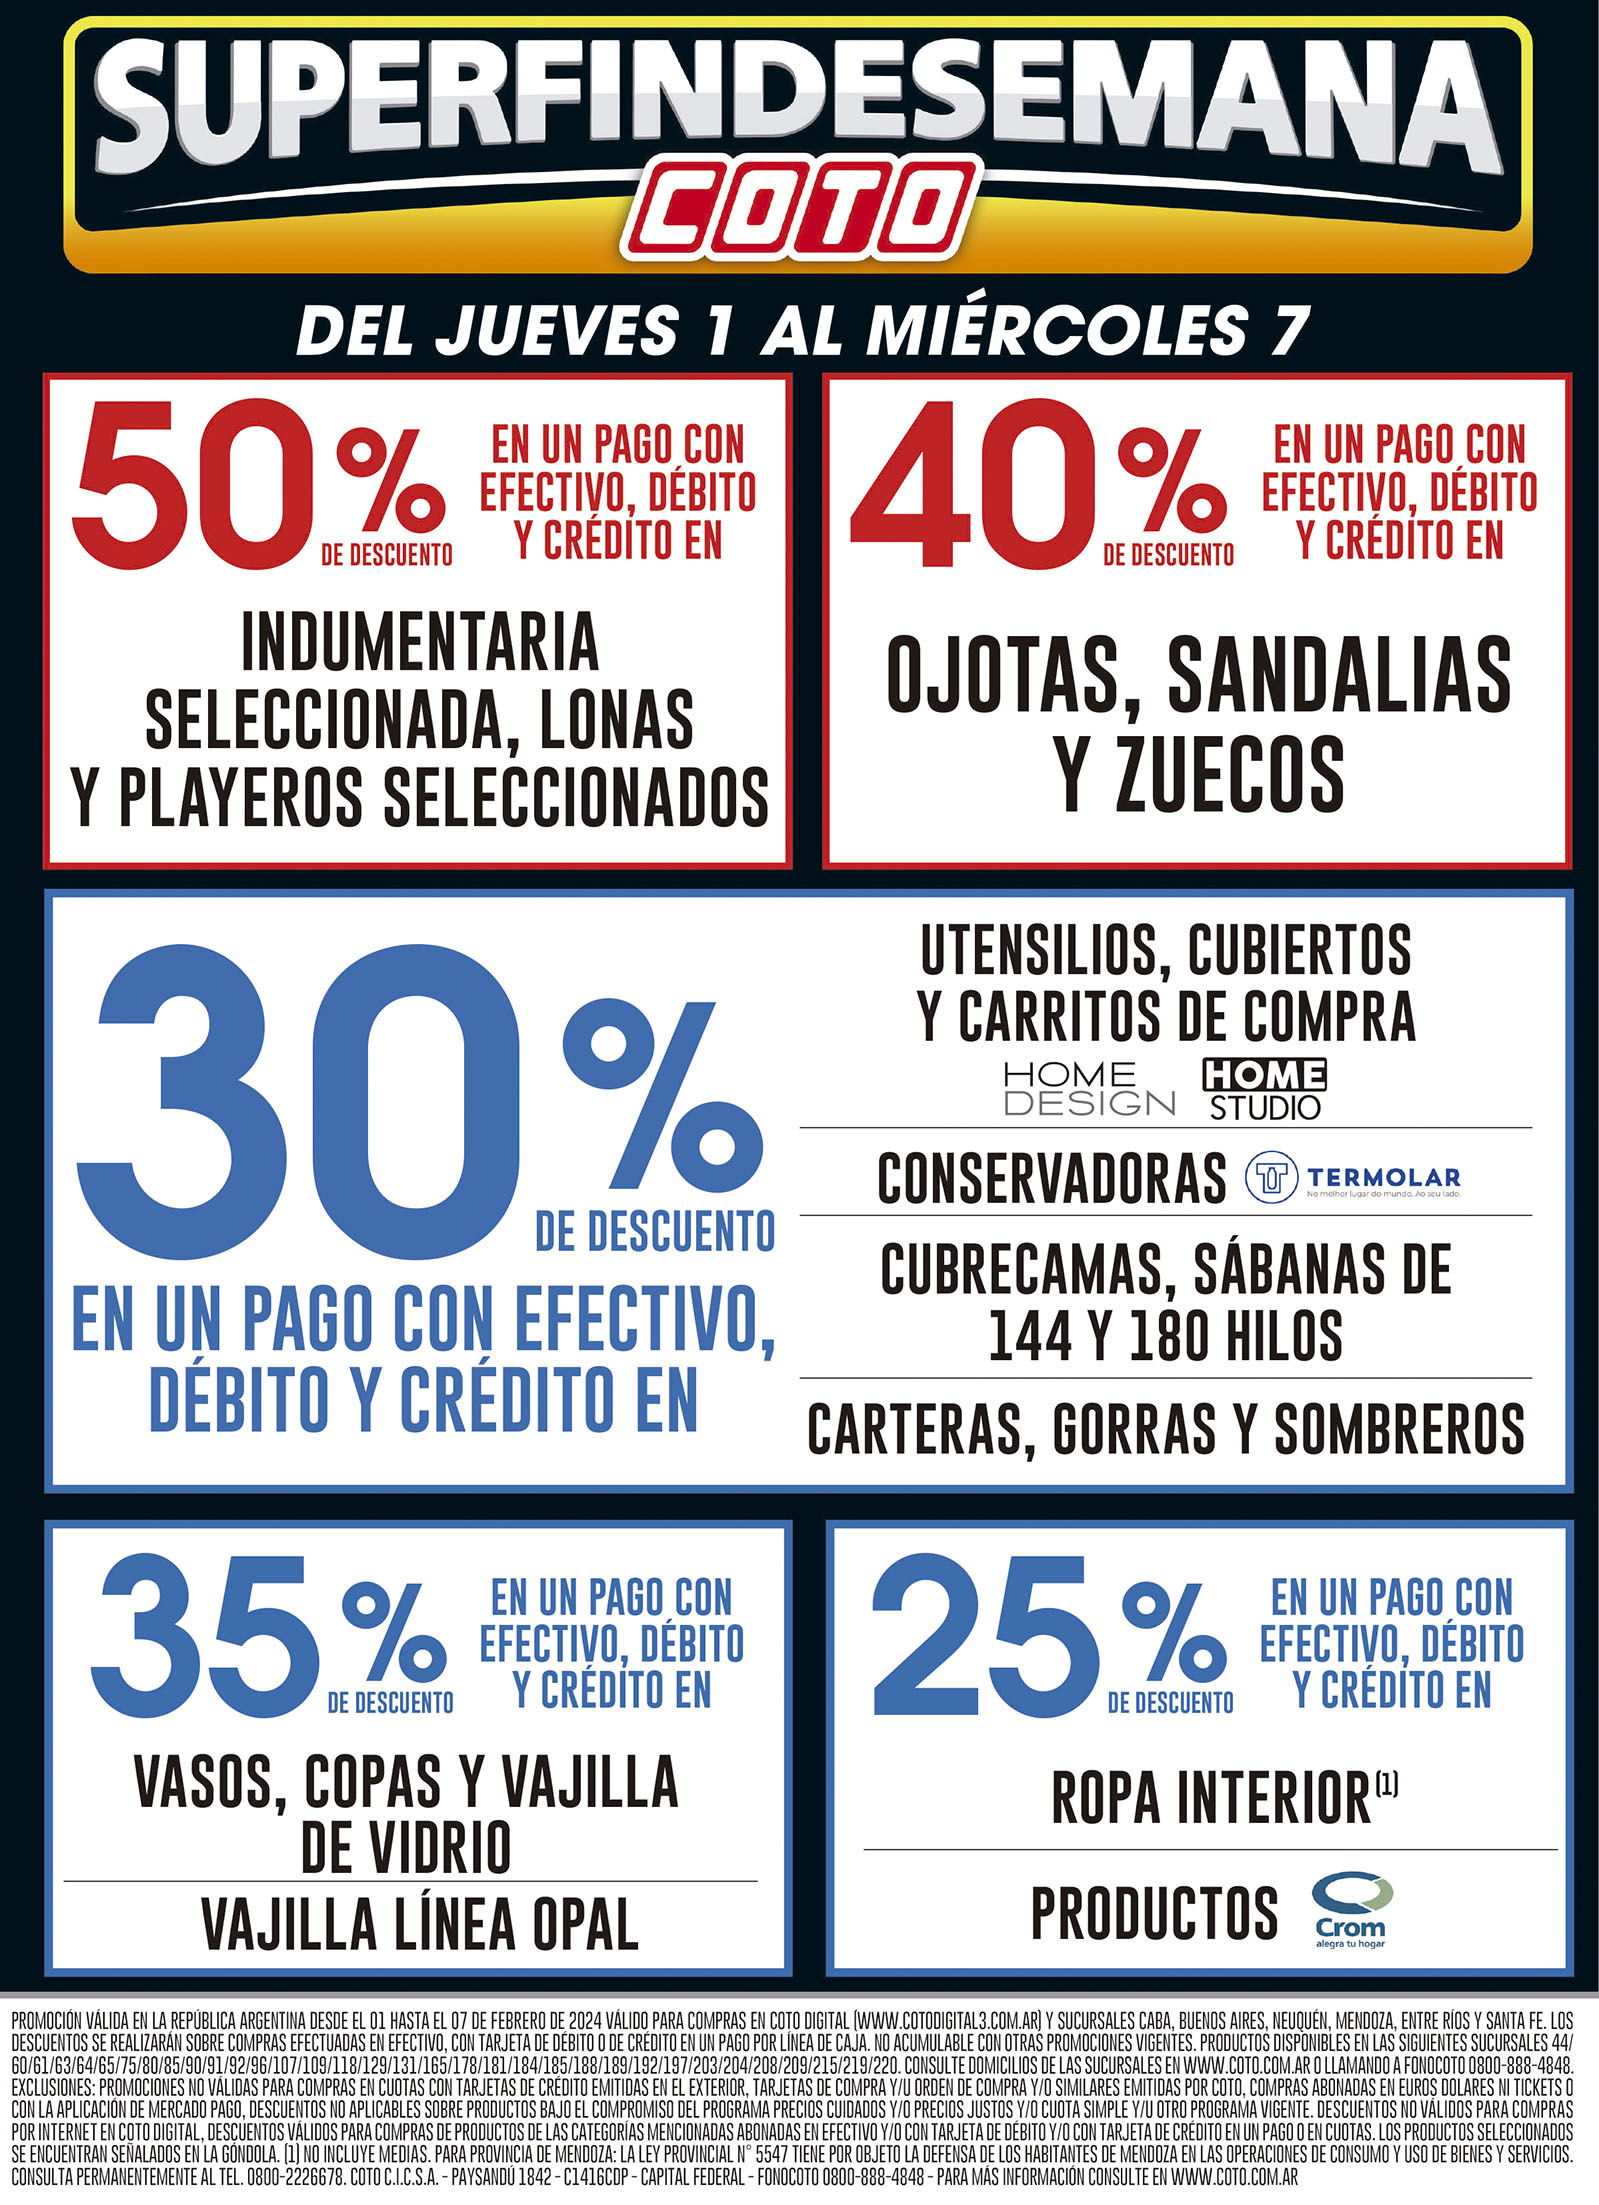 SUPERFINDESEMANA
COTO
DEL JUEVES 1 AL MIÉRCOLES 7
50%
DE DESCUENTO
EN UN PAGO CON
EFECTIVO, DÉBITO
Y CRÉDITO EN
INDUMENTARIA
SELECCIONADA, LONAS
Y PLAYEROS SELECCIONADOS
40%
DE DESCUENTO
EN UN PAGO CON
EFECTIVO, DÉBITO
Y CRÉDITO EN
OJOTAS, SANDALIAS
Y ZUECOS
30%
DE DESCUENTO
EN UN PAGO CON EFECTIVO,
DÉBITO Y CRÉDITO EN
UTENSILIOS, CUBIERTOS
Y CARRITOS DE COMPRA
HOME
DESIGN
HOME
STUDIO
CONSERVADORAS
TERMOLAR
No melhor lugar do mundo. Ao seu lado.
CUBRECAMAS, SÁBANAS DE
144 Y 180 HILOS
CARTERAS, GORRAS Y SOMBREROS
35%
DE DESCUENTO
EN UN PAGO CON
EFECTIVO, DÉBITO
Y CRÉDITO EN
VASOS, COPAS Y VAJILLA
DE VIDRIO
VAJILLA LÍNEA OPAL
25%
DE DESCUENTO
EN UN PAGO CON
EFECTIVO, DÉBITO
Y CRÉDITO EN
ROPA INTERIOR(1)
PRODUCTOS
Crom
alegra tu hogar
PROMOCIÓN VÁLIDA EN LA REPÚBLICA ARGENTINA DESDE EL 01 HASTA EL 07 DE FEBRERO DE 2024 VÁLIDO PARA COMPRAS EN COTO DIGITAL (WWW.COTODIGITAL3.COM.AR) Y SUCURSALES CABA, BUENOS AIRES, NEUQUÉN, MENDOZA, ENTRE RÍOS Y SANTA FE. LOS
DESCUENTOS SE REALIZARÁN SOBRE COMPRAS EFECTUADAS EN EFECTIVO, CON TARJETA DE DÉBITO O DE CRÉDITO EN UN PAGO POR LÍNEA DE CAJA. NO ACUMULABLE CON OTRAS PROMOCIONES VIGENTES. PRODUCTOS DISPONIBLES EN LAS SIGUIENTES SUCURSALES 44/
60/61/63/64/65/75/80/85/90/91/92/96/107/109/118/129/131/165/178/181/184/185/188/189/192/197/203/204/208/209/215/219/220. CONSULTE DOMICILIOS DE LAS SUCURSALES EN WWW.COTO.COM.AR O LLAMANDO A FONOCOTO 0800-888-4848.
EXCLUSIONES: PROMOCIONES NO VÁLIDAS PARA COMPRAS EN CUOTAS CON TARJETAS DE CRÉDITO EMITIDAS EN EL EXTERIOR, TARJETAS DE COMPRA Y/U ORDEN DE COMPRA Y/O SIMILARES EMITIDAS POR COTO, COMPRAS ABONADAS EN EUROS DOLARES NI TICKETS O
CON LA APLICACIÓN DE MERCADO PAGO, DESCUENTOS NO APLICABLES SOBRE PRODUCTOS BAJO EL COMPROMISO DEL PROGRAMA PRECIOS CUIDADOS Y/O PRECIOS JUSTOS Y/O CUOTA SIMPLE Y/U OTRO PROGRAMA VIGENTE. DESCUENTOS NO VÁLIDOS PARA COMPRAS
POR INTERNET EN COTO DIGITAL, DESCUENTOS VÁLIDOS PARA COMPRAS DE PRODUCTOS DE LAS CATEGORÍAS MENCIONADAS ABONADAS EN EFECTIVO Y/O CON TARJETA DE DÉBITO Y/O CON TARJETA DE CRÉDITO EN UN PAGO O EN CUOTAS. LOS PRODUCTOS SELECCIONADOS
SE ENCUENTRAN SEÑALADOS EN LA GÓNDOLA. (1) NO INCLUYE MEDIAS. PARA PROVINCIA DE MENDOZA: LA LEY PROVINCIAL N° 5547 TIENE POR OBJETO LA DEFENSA DE LOS HABITANTES DE MENDOZA EN LAS OPERACIONES DE CONSUMO Y USO DE BIENES Y SERVICIOS.
CONSULTA PERMANENTEMENTE AL TEL. 0800-2226678. COTO C.I.C.S.A. - PAYSANDÚ 1842 - C1416CDP - CAPITAL FEDERAL - FONOCOTO 0800-888-4848 - PARA MÁS INFORMACIÓN CONSULTE EN WWW.COTO.COM.AR